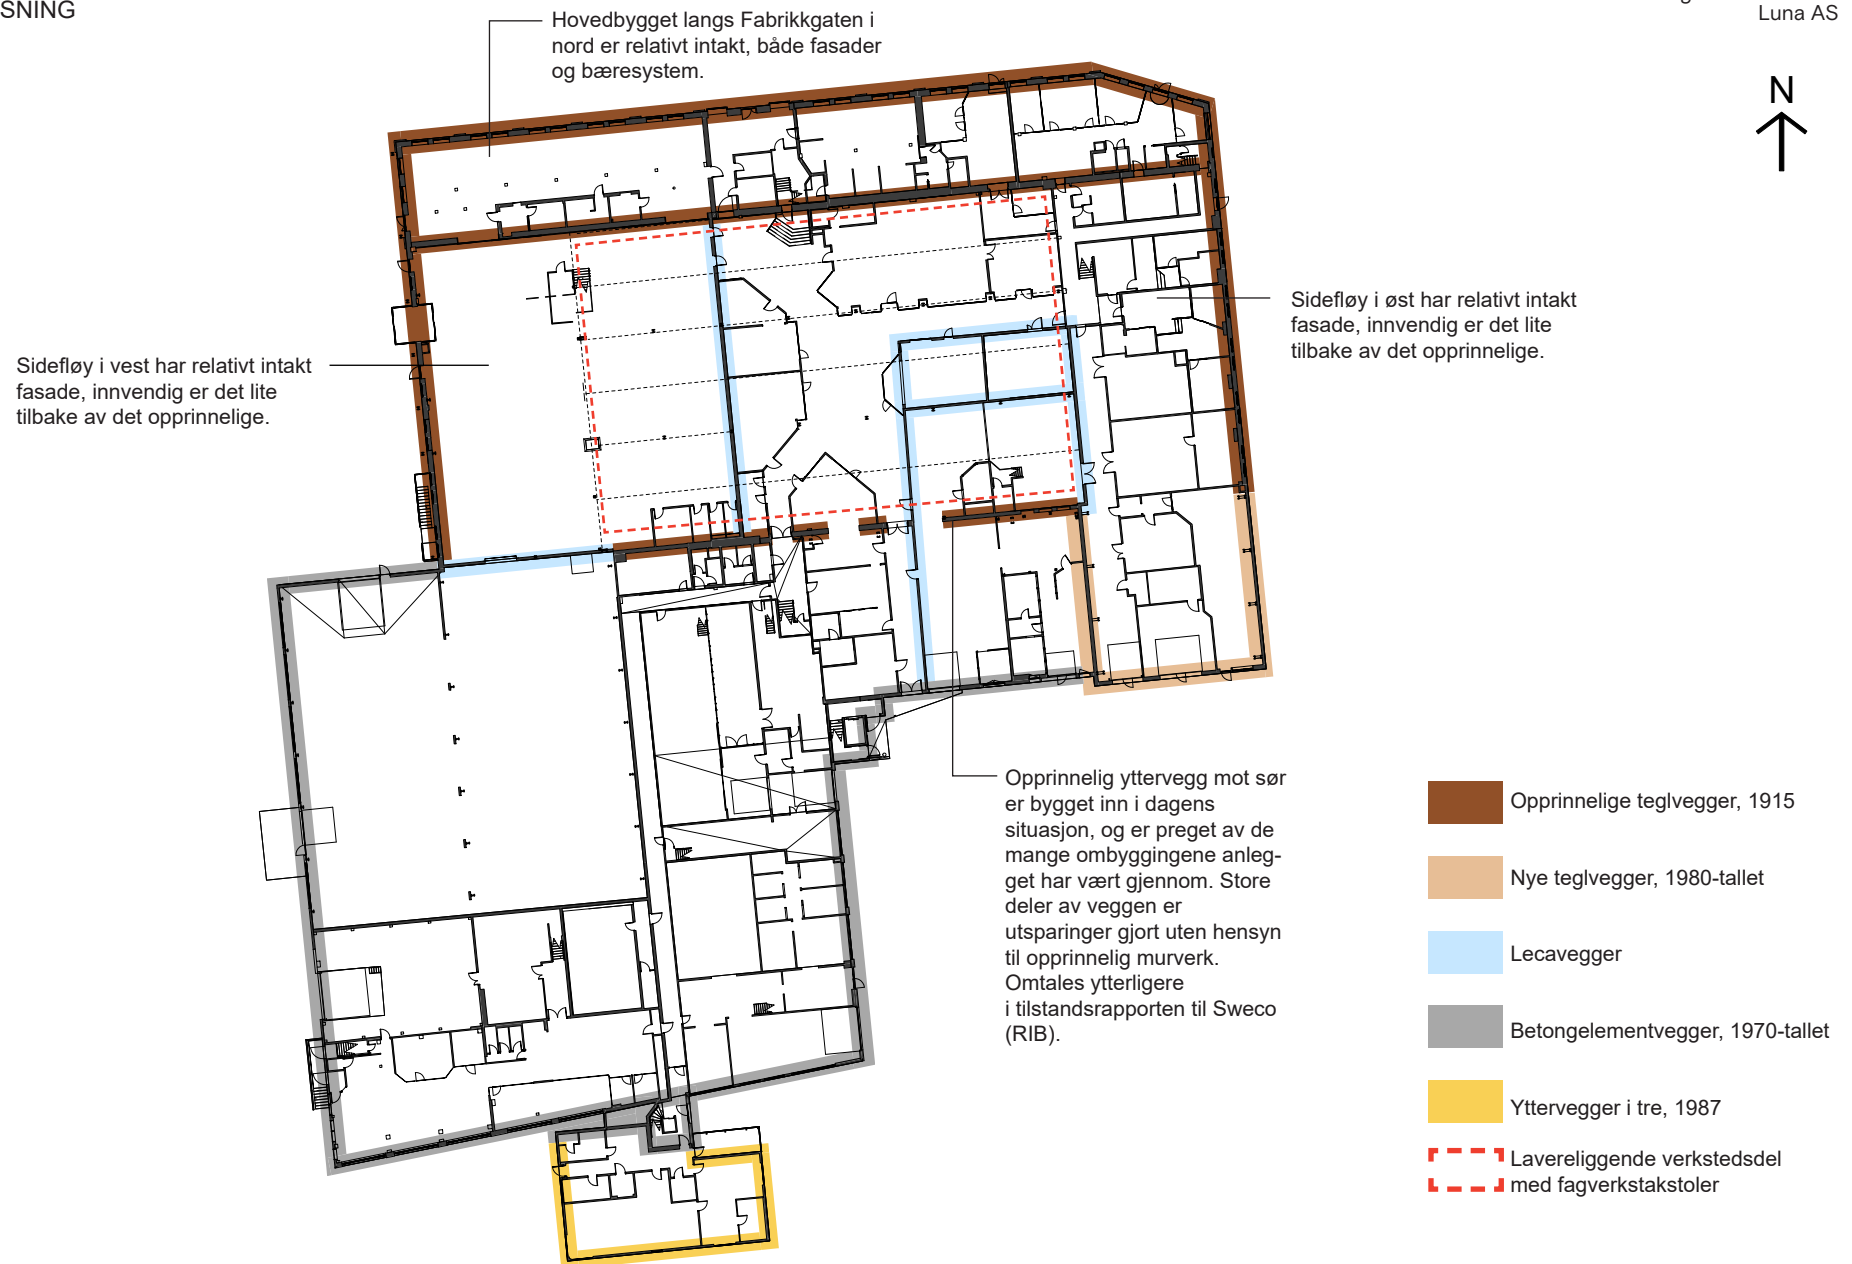 SNING
Luna AS
Hovedbygget langs Fabrikkgaten i
nord er relativt intakt, både fasader
og bæresystem.
N
Sidefløy i øst har relativt intakt
fasade, innvendig er det lite
tilbake av det opprinnelige.
Sidefløy i vest har relativt intakt
fasade, innvendig er det lite
tilbake av det opprinnelige.
Opprinnelig yttervegg mot sør
er bygget inn i dagens
situasjon, og er preget av de
mange ombyggingene anleg-
get har vært gjennom. Store
deler av veggen er
utsparinger gjort uten hensyn
til opprinnelig murverk.
Omtales ytterligere
i tilstandsrapporten til Sweco
(RIB).
Opprinnelige teglvegger, 1915
Nye teglvegger, 1980-tallet
Lecavegger
Betongelementvegger, 1970-tallet
Yttervegger i tre, 1987
Lavereliggende verkstedsdel
med fagverkstakstoler